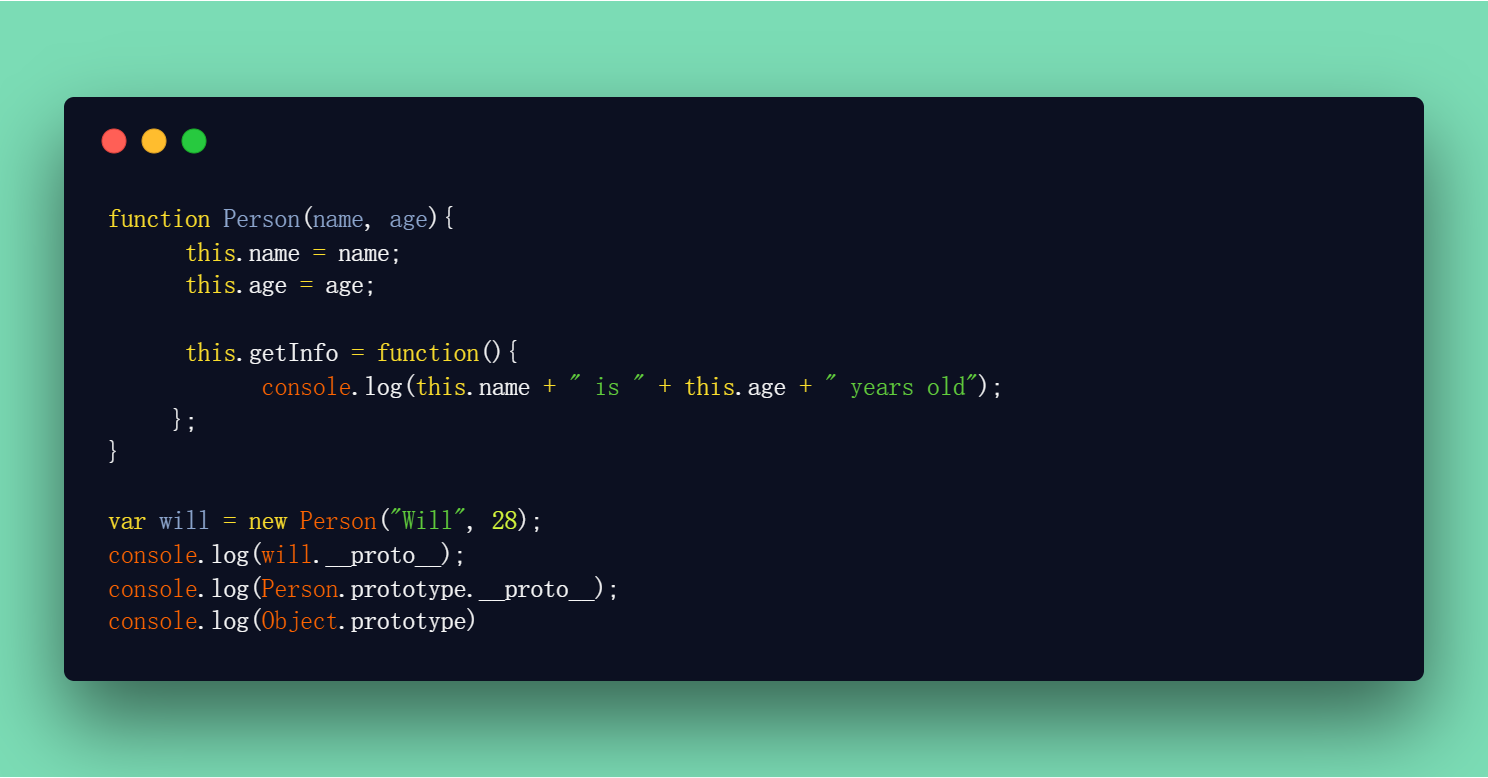 function Person(name, age){
      this.name = name;
      this.age = age;

      this.getInfo = function(){
            console.log(this.name + " is " + this.age + " years old");
     };
}

var will = new Person("Will", 28);
console.log(will.__proto__);
console.log(Person.prototype.__proto__);
console.log(Object.prototype)